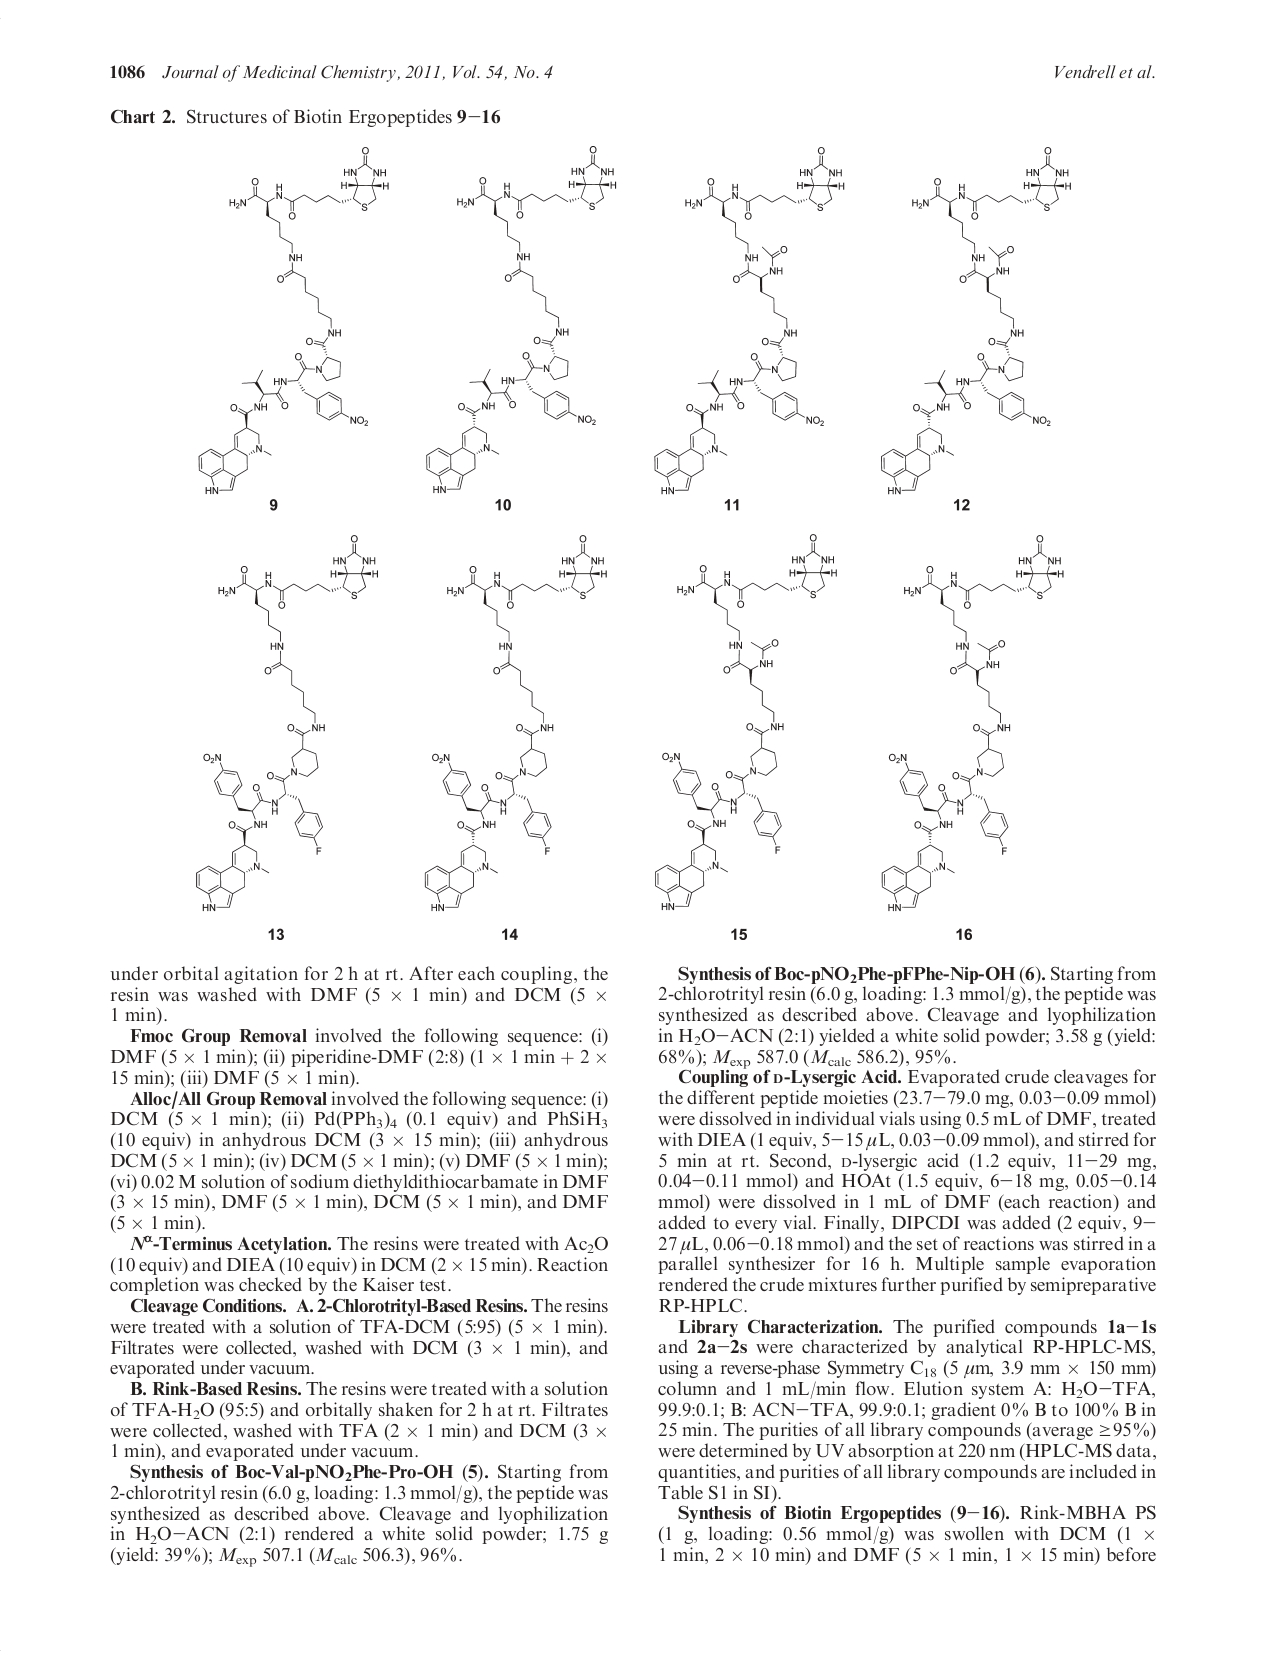 1086 Journal of Medicinal Chemistry, 2011, Vol. 54, No. 4
Vendrell et al.
Chart 2. Structures of Biotin Ergopeptides 9−16
9
10
11
12
13
14
15
16
under orbital agitation for 2 h at rt. After each coupling, the
resin was washed with DMF (5 × 1 min) and DCM (5 ×
1 min).
Fmoc Group Removal involved the following sequence: (i)
DMF (5 × 1 min); (ii) piperidine-DMF (2:8) (1 × 1 min + 2 ×
15 min); (iii) DMF (5 × 1 min).
Alloc/All Group Removal involved the following sequence: (i)
DCM (5 × 1 min); (ii) Pd(PPh₃)₄ (0.1 equiv) and PhSiH₃
(10 equiv) in anhydrous DCM (3 × 15 min); (iii) anhydrous
DCM (5 × 1 min); (iv) DCM (5 × 1 min); (v) DMF (5 × 1 min);
(vi) 0.02 M solution of sodium diethyldithiocarbamate in DMF
(3 × 15 min), DMF (5 × 1 min), DCM (5 × 1 min), and DMF
(5 × 1 min).
Nα-Terminus Acetylation. The resins were treated with Ac₂O
(10 equiv) and DIEA (10 equiv) in DCM (2 × 15 min). Reaction
completion was checked by the Kaiser test.
Cleavage Conditions. A. 2-Chlorotrityl-Based Resins. The resins
were treated with a solution of TFA-DCM (5:95) (5 × 1 min).
Filtrates were collected, washed with DCM (3 × 1 min), and
evaporated under vacuum.
B. Rink-Based Resins. The resins were treated with a solution
of TFA-H₂O (95:5) and orbitally shaken for 2 h at rt. Filtrates
were collected, washed with TFA (2 × 1 min) and DCM (3 ×
1 min), and evaporated under vacuum.
Synthesis of Boc-Val-pNO₂Phe-Pro-OH (5). Starting from
2-chlorotrityl resin (6.0 g, loading: 1.3 mmol/g), the peptide was
synthesized as described above. Cleavage and lyophilization
in H₂O−ACN (2:1) rendered a white solid powder; 1.75 g
(yield: 39%); Mexp 507.1 (Mcalc 506.3), 96%.
Synthesis of Boc-pNO₂Phe-pFPhe-Nip-OH (6). Starting from
2-chlorotrityl resin (6.0 g, loading: 1.3 mmol/g), the peptide was
synthesized as described above. Cleavage and lyophilization
in H₂O−ACN (2:1) yielded a white solid powder; 3.58 g (yield:
68%); Mexp 587.0 (Mcalc 586.2), 95%.
Coupling of D-Lysergic Acid. Evaporated crude cleavages for
the different peptide moieties (23.7−79.0 mg, 0.03−0.09 mmol)
were dissolved in individual vials using 0.5 mL of DMF, treated
with DIEA (1 equiv, 5−15 μL, 0.03−0.09 mmol), and stirred for
5 min at rt. Second, D-lysergic acid (1.2 equiv, 11−29 mg,
0.04−0.11 mmol) and HOAt (1.5 equiv, 6−18 mg, 0.05−0.14
mmol) were dissolved in 1 mL of DMF (each reaction) and
added to every vial. Finally, DIPCDI was added (2 equiv, 9−
27 μL, 0.06−0.18 mmol) and the set of reactions was stirred in a
parallel synthesizer for 16 h. Multiple sample evaporation
rendered the crude mixtures further purified by semipreparative
RP-HPLC.
Library Characterization. The purified compounds 1a−1s
and 2a−2s were characterized by analytical RP-HPLC-MS,
using a reverse-phase Symmetry C₁₈ (5 μm, 3.9 mm × 150 mm)
column and 1 mL/min flow. Elution system A: H₂O−TFA,
99.9:0.1; B: ACN−TFA, 99.9:0.1; gradient 0% B to 100% B in
25 min. The purities of all library compounds (average ≥95%)
were determined by UV absorption at 220 nm (HPLC-MS data,
quantities, and purities of all library compounds are included in
Table S1 in SI).
Synthesis of Biotin Ergopeptides (9−16). Rink-MBHA PS
(1 g, loading: 0.56 mmol/g) was swollen with DCM (1 ×
1 min, 2 × 10 min) and DMF (5 × 1 min, 1 × 15 min) before